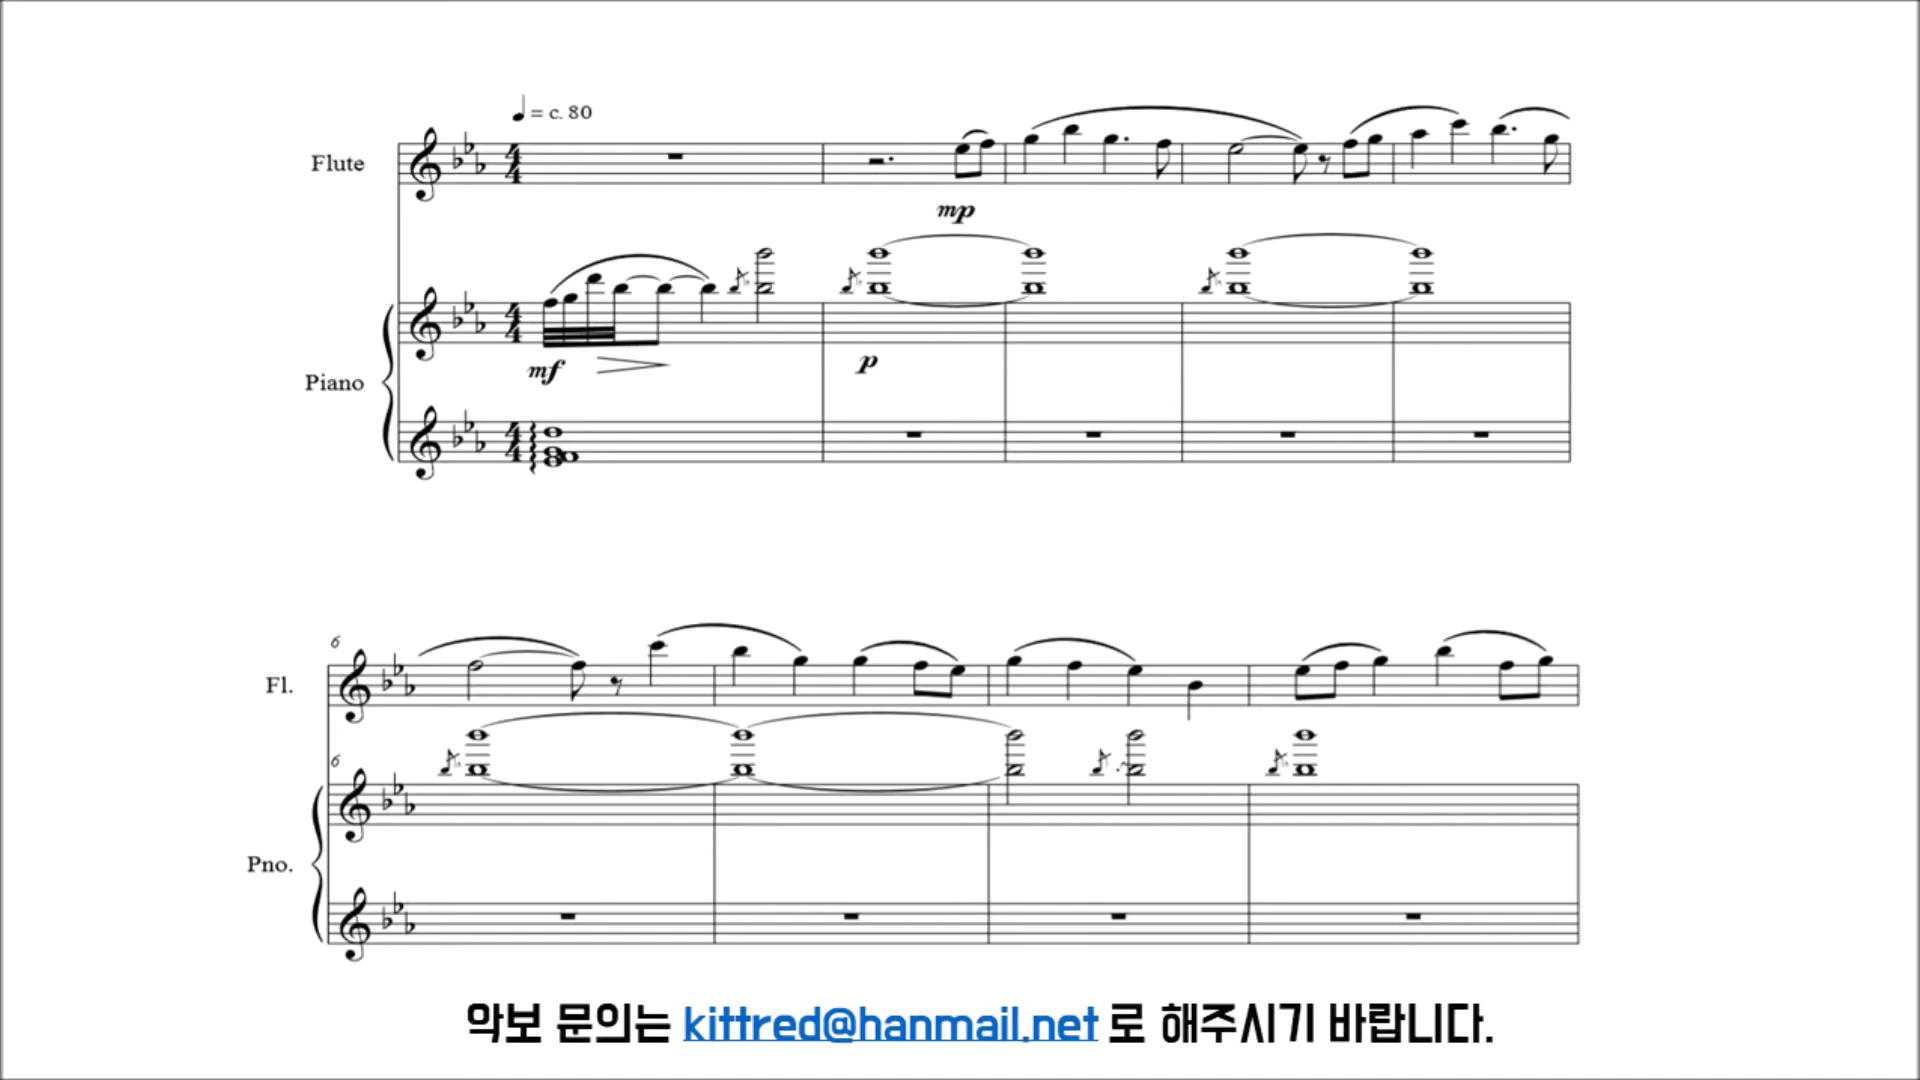 = c. 80
Flute
mp
mf
p
Piano
6
Fl.
6
Pno.
악보 문의는 kittred@hanmail.net 로 해주시기 바랍니다.